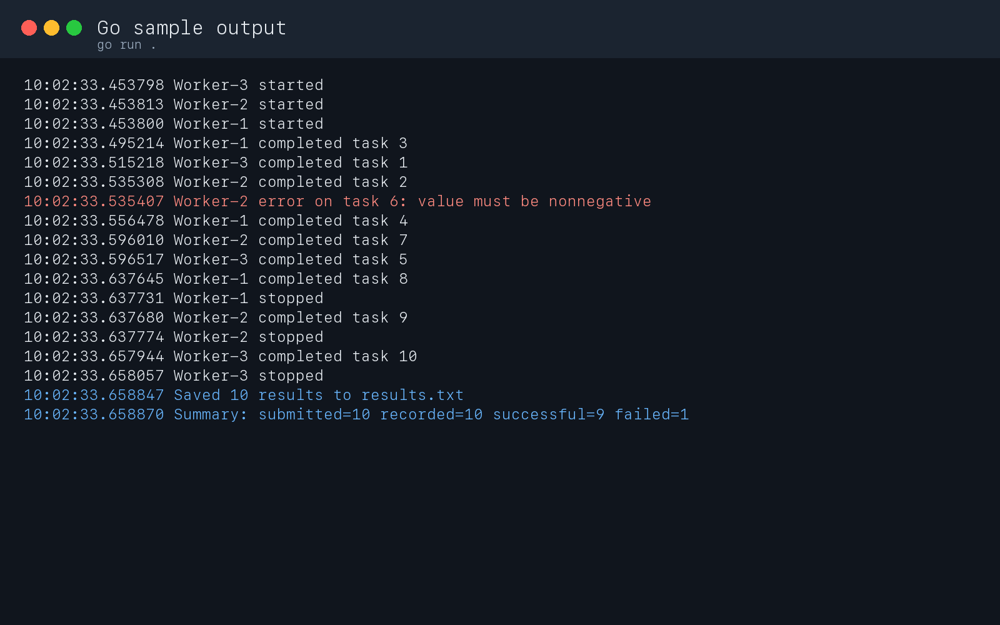 Go sample output
go run .
10:02:33.453798 Worker-3 started
10:02:33.453813 Worker-2 started
10:02:33.453800 Worker-1 started
10:02:33.495214 Worker-1 completed task 3
10:02:33.515218 Worker-3 completed task 1
10:02:33.535308 Worker-2 completed task 2
10:02:33.535407 Worker-2 error on task 6: value must be nonnegative
10:02:33.556478 Worker-1 completed task 4
10:02:33.596010 Worker-2 completed task 7
10:02:33.596517 Worker-3 completed task 5
10:02:33.637645 Worker-1 completed task 8
10:02:33.637731 Worker-1 stopped
10:02:33.637680 Worker-2 completed task 9
10:02:33.637774 Worker-2 stopped
10:02:33.657944 Worker-3 completed task 10
10:02:33.658057 Worker-3 stopped
10:02:33.658847 Saved 10 results to results.txt
10:02:33.658870 Summary: submitted=10 recorded=10 successful=9 failed=1